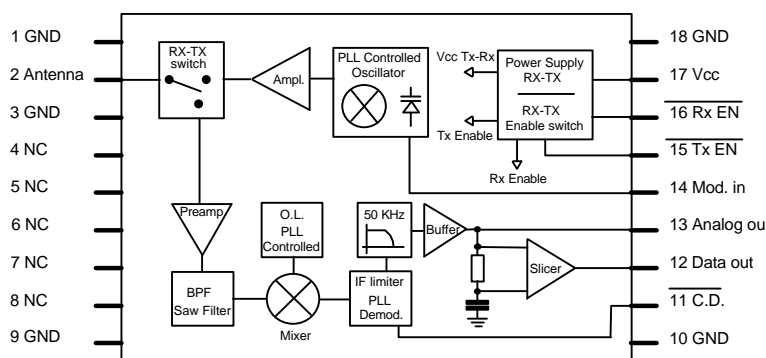 1 GND
2 Antenna
3 GND
4 NC
5 NC
6 NC
7 NC
8 NC
9 GND
RX-TX
switch
Ampl.
PLL Controlled
Oscillator
Vcc Tx-Rx
Tx Enable
Power Supply
RX-TX
RX-TX
Enable switch
Rx Enable
Preamp
BPF
Saw Filter
O.L.
PLL
Controlled
Mixer
50 KHz
IF limiter
PLL
Demod.
Buffer
Slicer
18 GND
17 Vcc
16 Rx EN
15 Tx EN
14 Mod. in
13 Analog ou
12 Data out
11 C.D.
10 GND